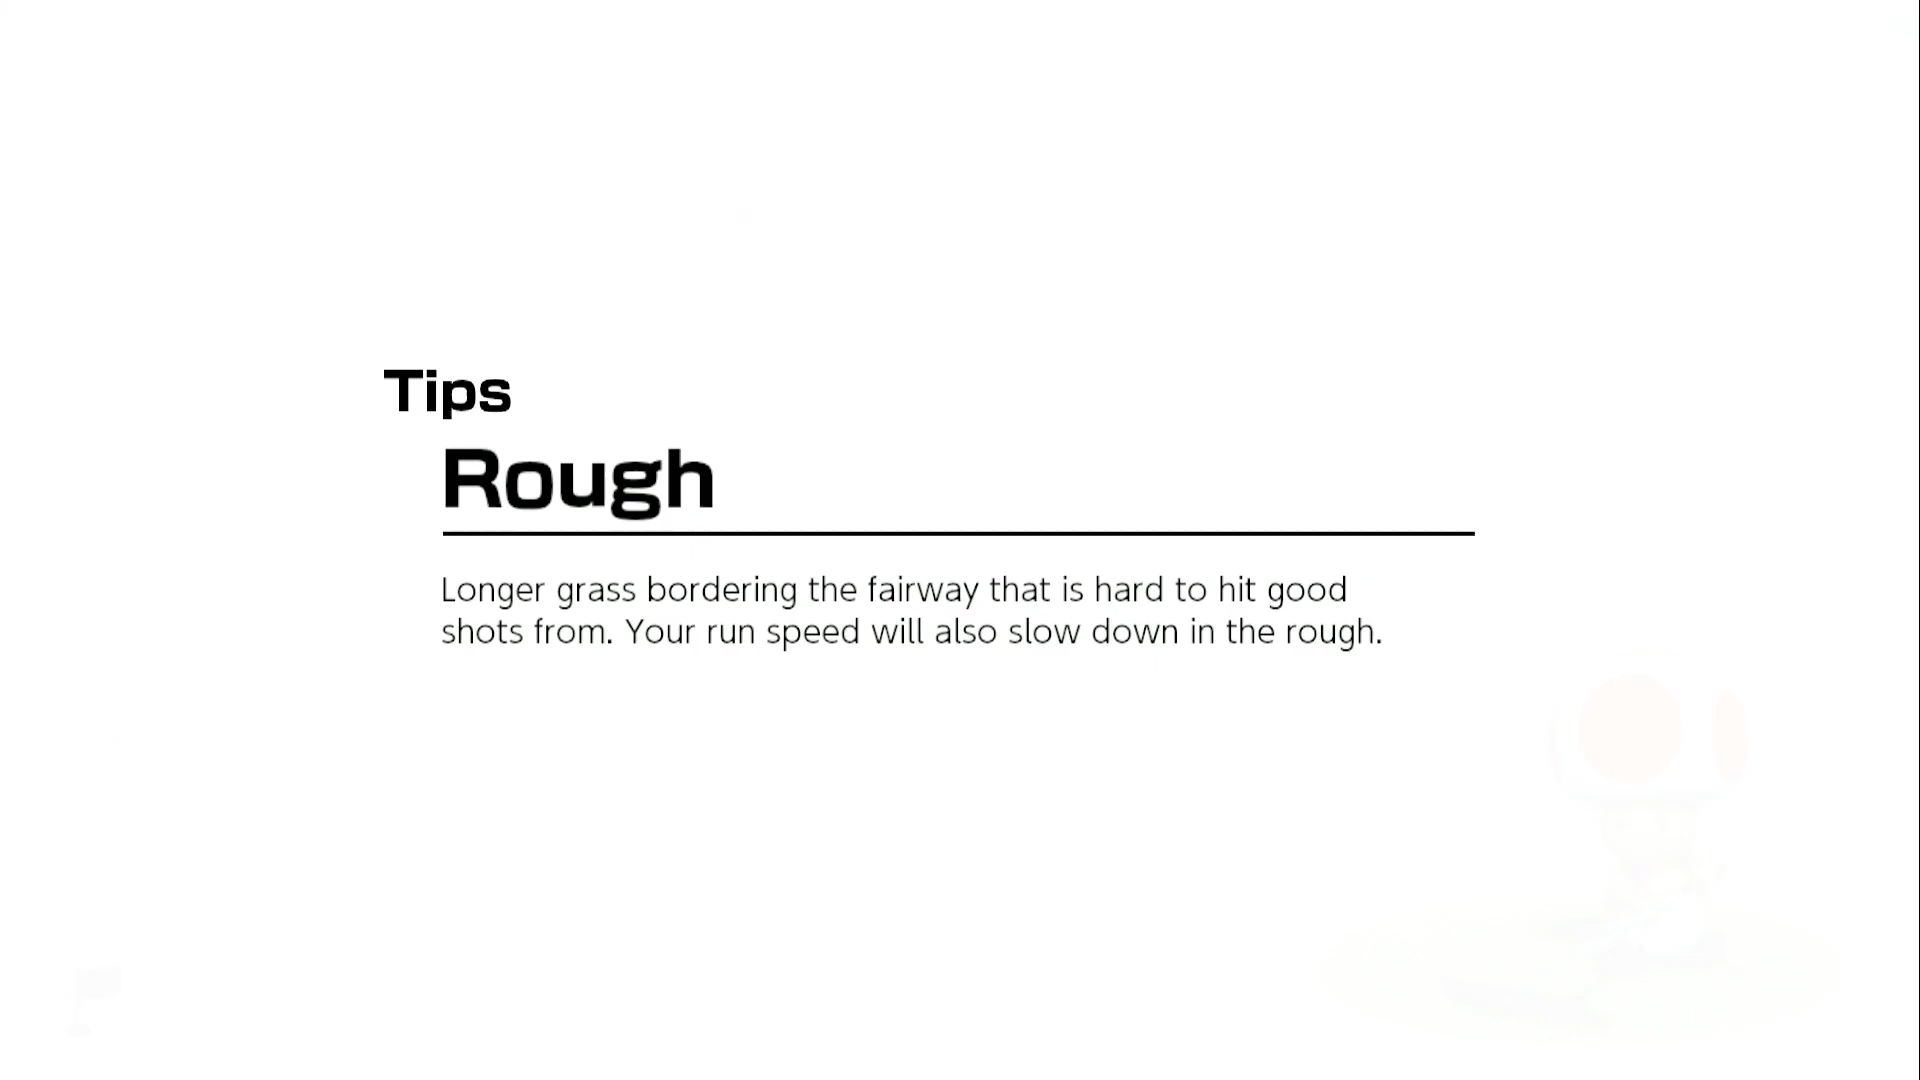 Tips
Rough
Longer grass bordering the fairway that is hard to hit good
shots from. Your run speed will also slow down in the rough.